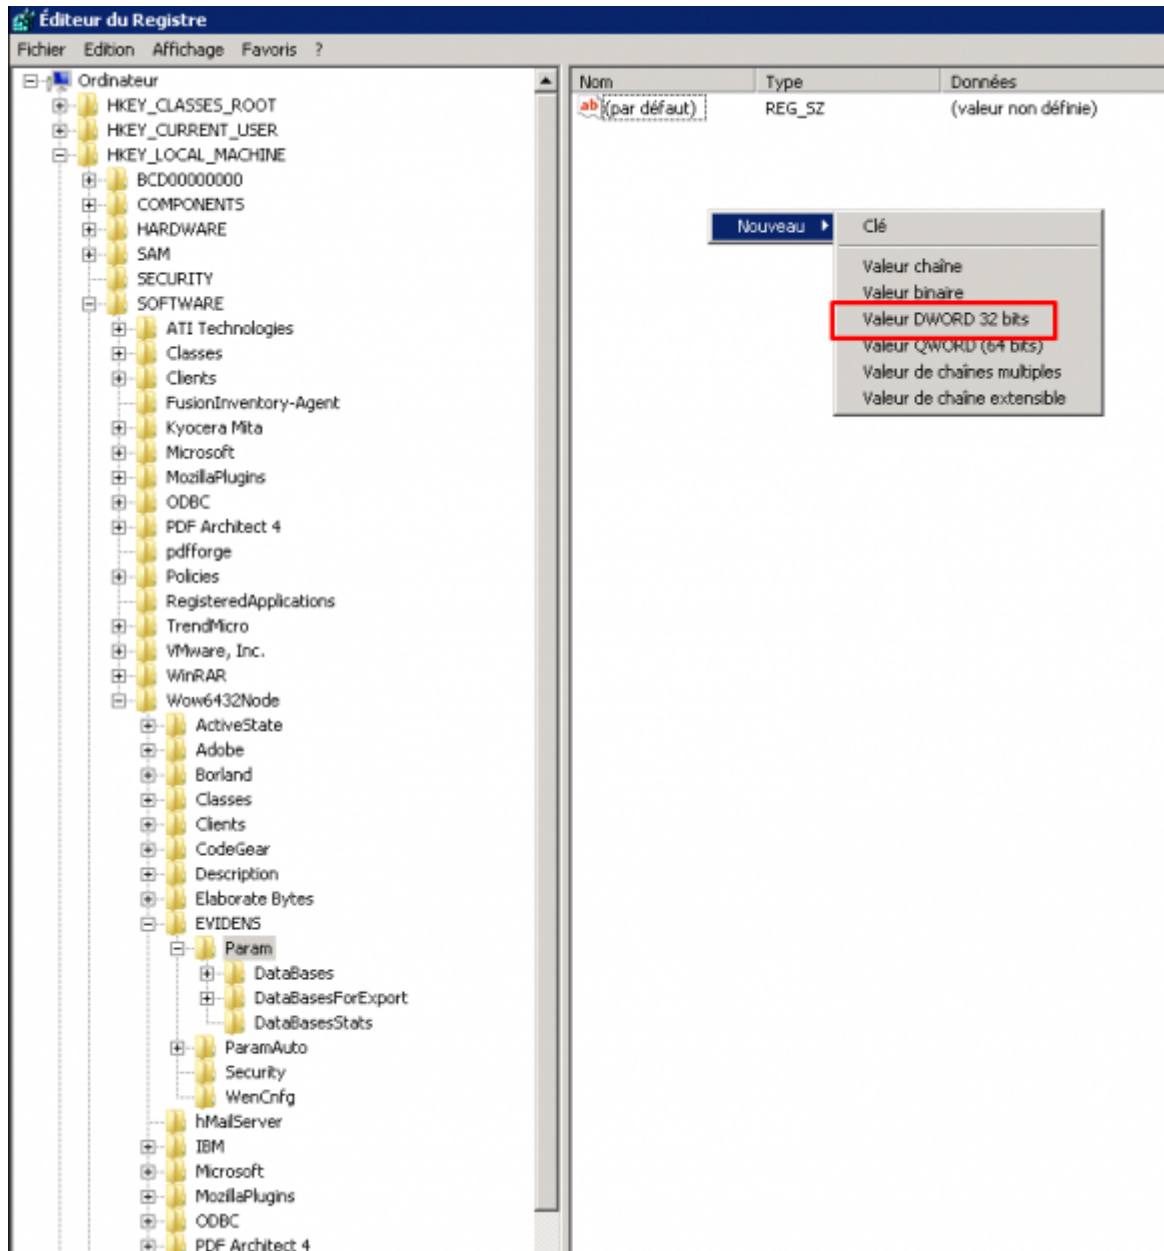 Éditeur du Registre
Fichier Edition Affichage Favoris ?
Ordinateur
HKEY_CLASSES_ROOT
HKEY_CURRENT_USER
HKEY_LOCAL_MACHINE
BCD00000000
COMPONENTS
HARDWARE
SAM
SECURITY
SOFTWARE
ATI Technologies
Classes
Clients
FusionInventory-Agent
Kyocera Mita
Microsoft
MozillaPlugins
ODBC
PDF Architect 4
pdfforge
Policies
RegisteredApplications
TrendMicro
VMware, Inc.
WinRAR
Wow6432Node
ActiveState
Adobe
Borland
Classes
Clients
CodeGear
Description
Elaborate Bytes
EVIDENS
Param
DataBases
DataBasesForExport
DataBasesStats
ParamAuto
Security
WenCnfg
hMailServer
IBM
Microsoft
MozillaPlugins
ODBC
PDF Architect 4
Nom Type Données
ab (par défaut) REG_SZ (valeur non définie)
Nouveau
Clé
Valeur chaîne
Valeur binaire
Valeur DWORD 32 bits
Valeur QWORD (64 bits)
Valeur de chaînes multiples
Valeur de chaîne extensible